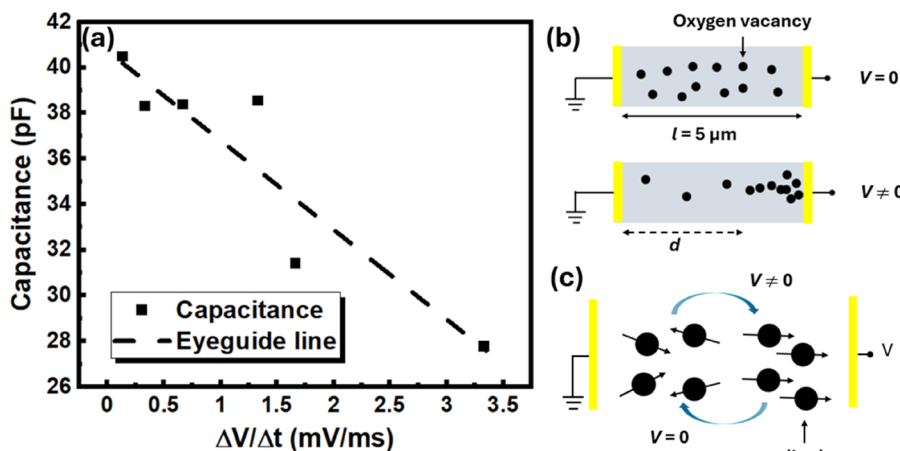 (a)
42
40
38
36
34
32
30
28
26
Capacitance (pF)
Capacitance
Eyeguide line
0 0.5 1 1.5 2 2.5 3 3.5
ΔV/Δt (mV/ms)
(b)
Oxygen vacancy
V = 0
l = 5 μm
V ≠ 0
d
(c)
V ≠ 0
V
V = 0